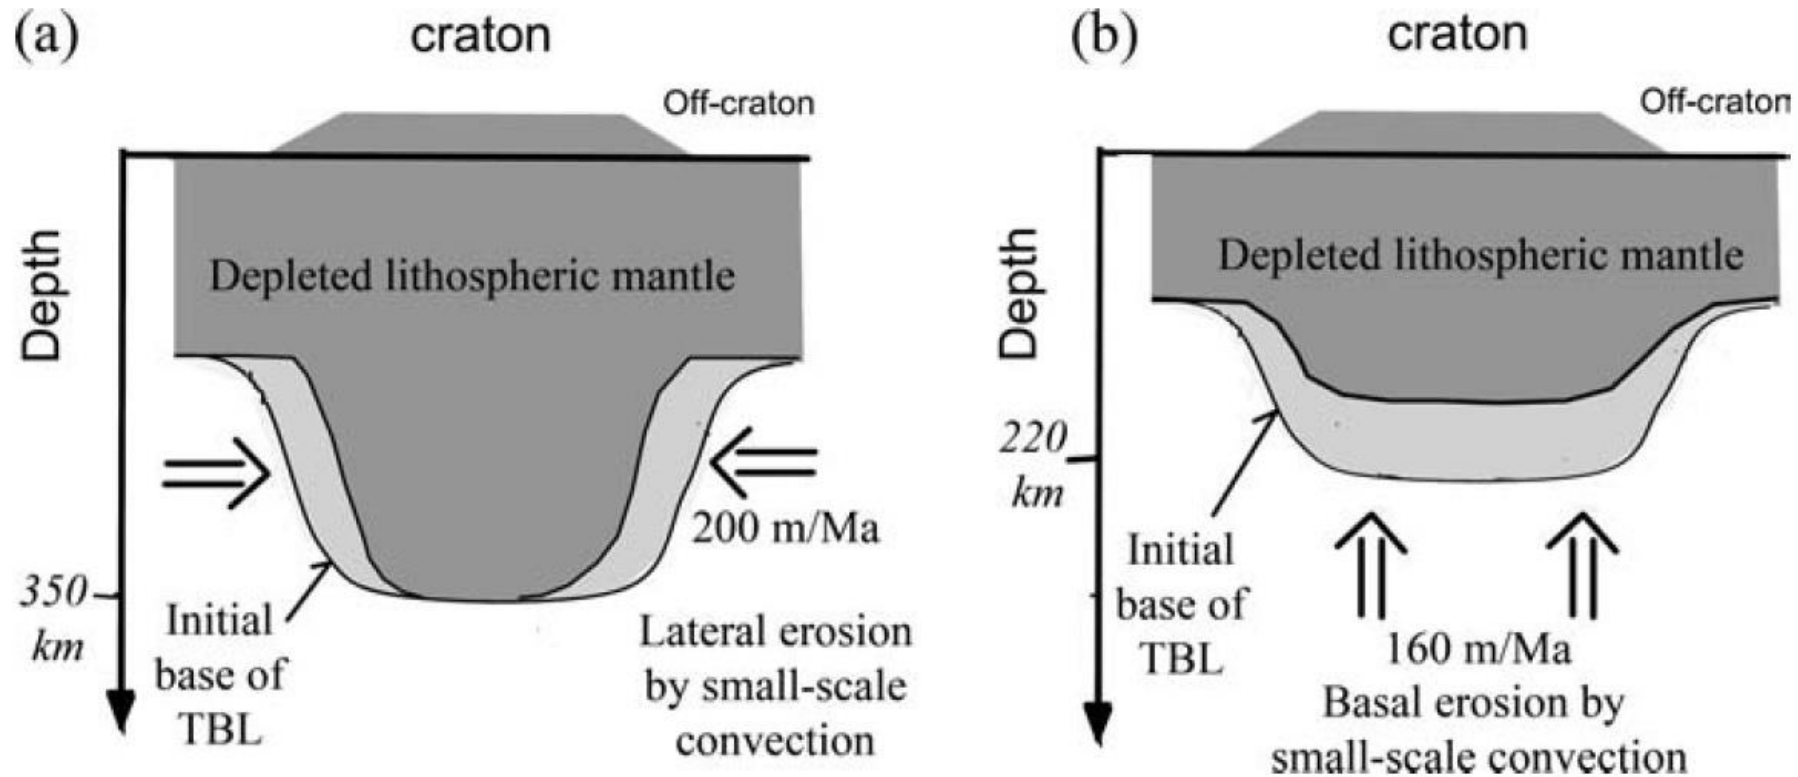 (a)
craton
Off-craton
Depth
Depleted lithospheric mantle
200 m/Ma
350
km
Initial
base of
TBL
Lateral erosion
by small-scale
convection
(b)
craton
Off-craton
Depth
Depleted lithospheric mantle
220
km
Initial
base of
TBL
160 m/Ma
Basal erosion by
small-scale convection